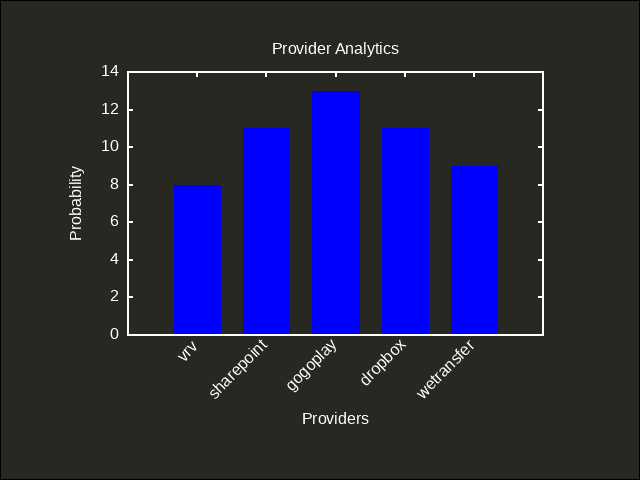 Provider Analytics
14
12
10
8
6
4
2
0
Probability
vrv
sharepoint
gogoplay
dropbox
wetransfer
Providers